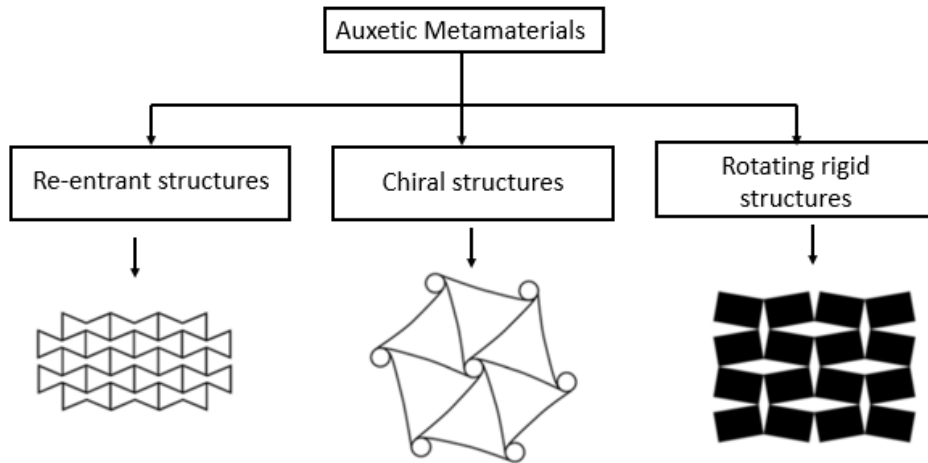 Auxetic Metamaterials
Re-entrant structures
Chiral structures
Rotating rigid
structures